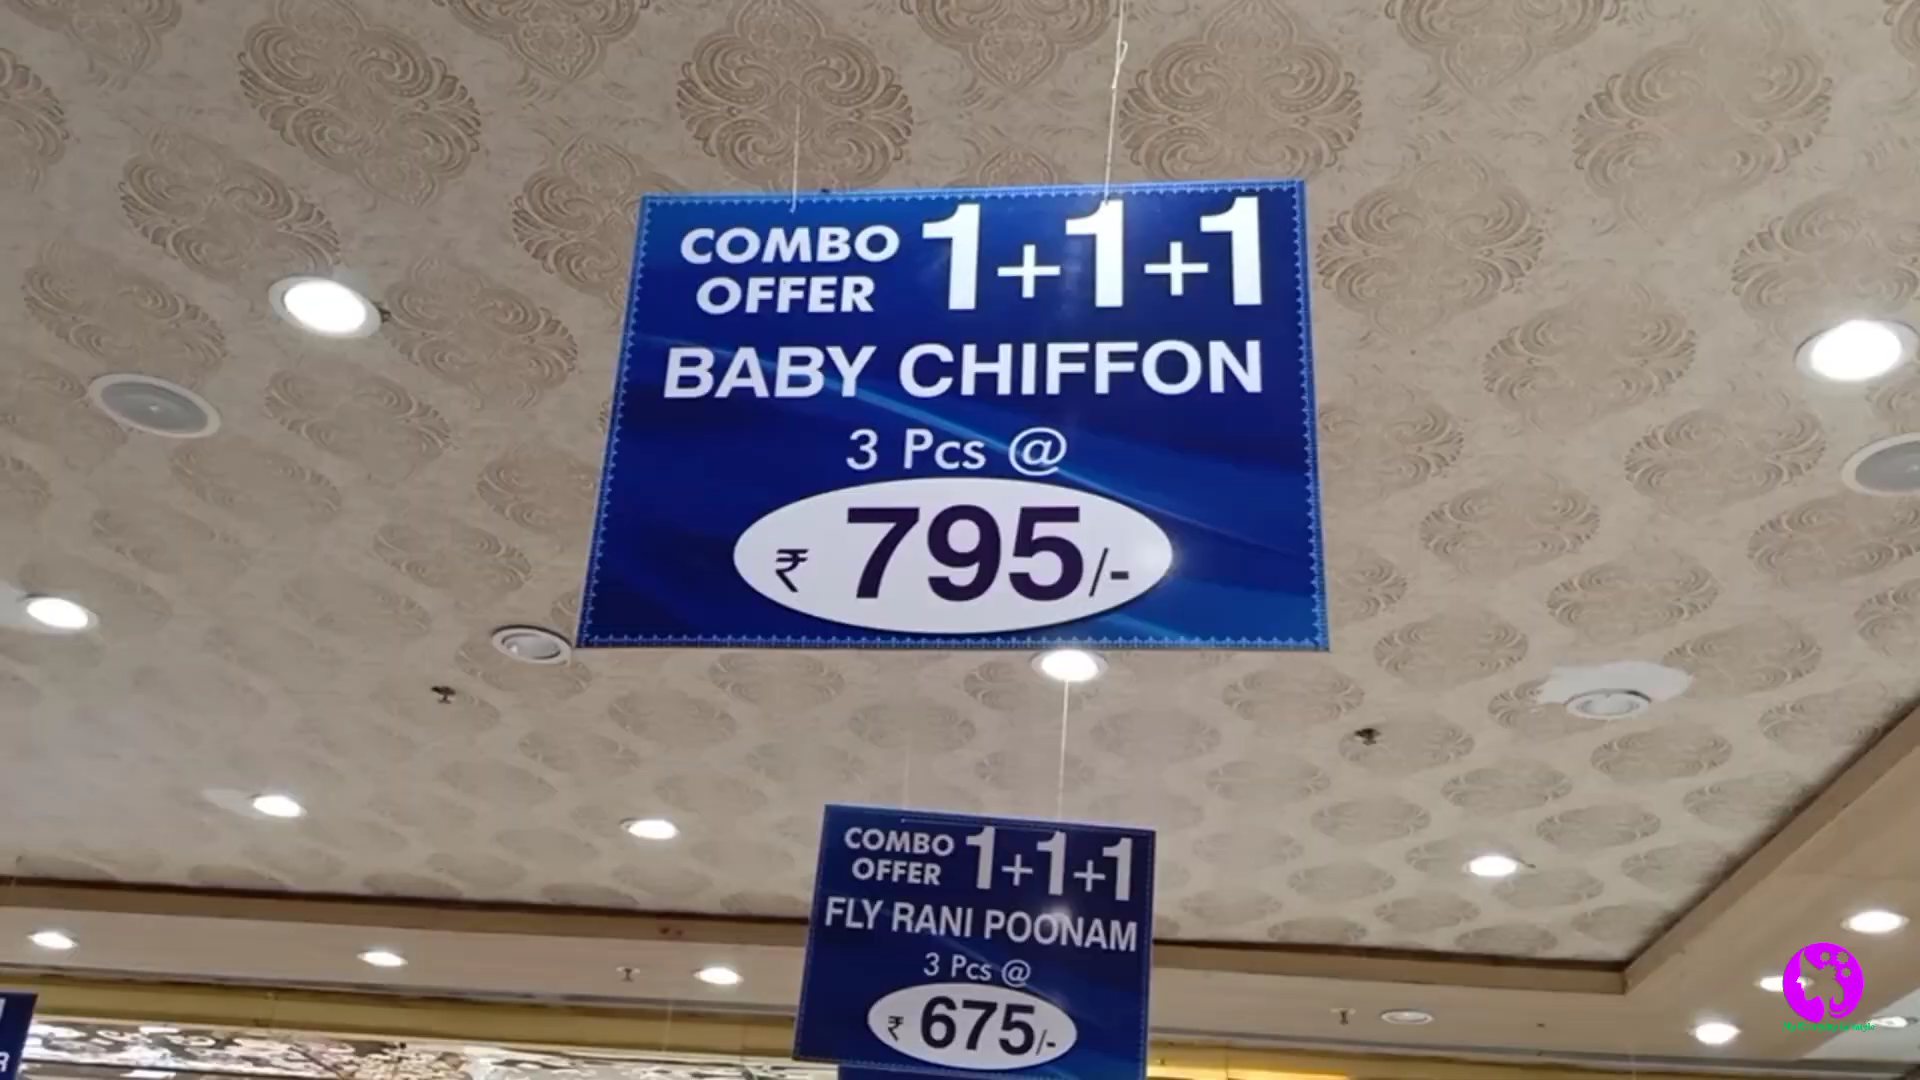 COMBO OFFER 1+1+1
BABY CHIFFON
3 Pcs @
₹ 795/-
COMBO OFFER 1+1+1
FLY RANI POONAM
3 Pcs @
₹ 675/-